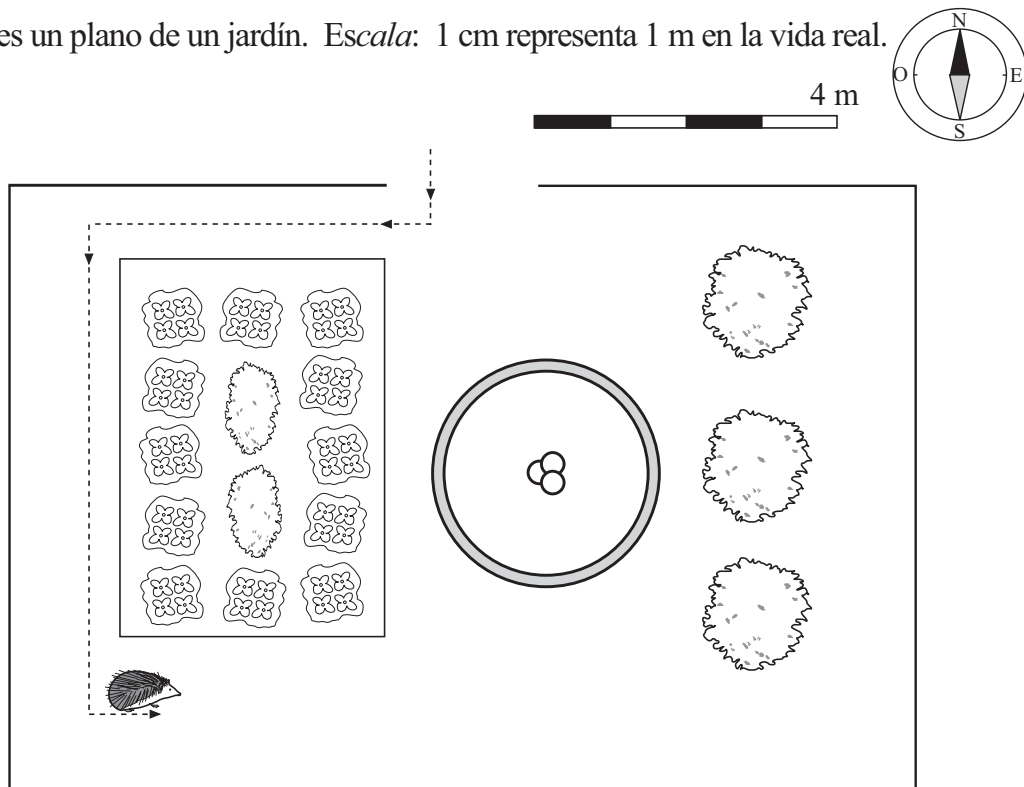 es un plano de un jardín. Escala: 1 cm representa 1 m en la vida real.
N
O
E
S
4 m